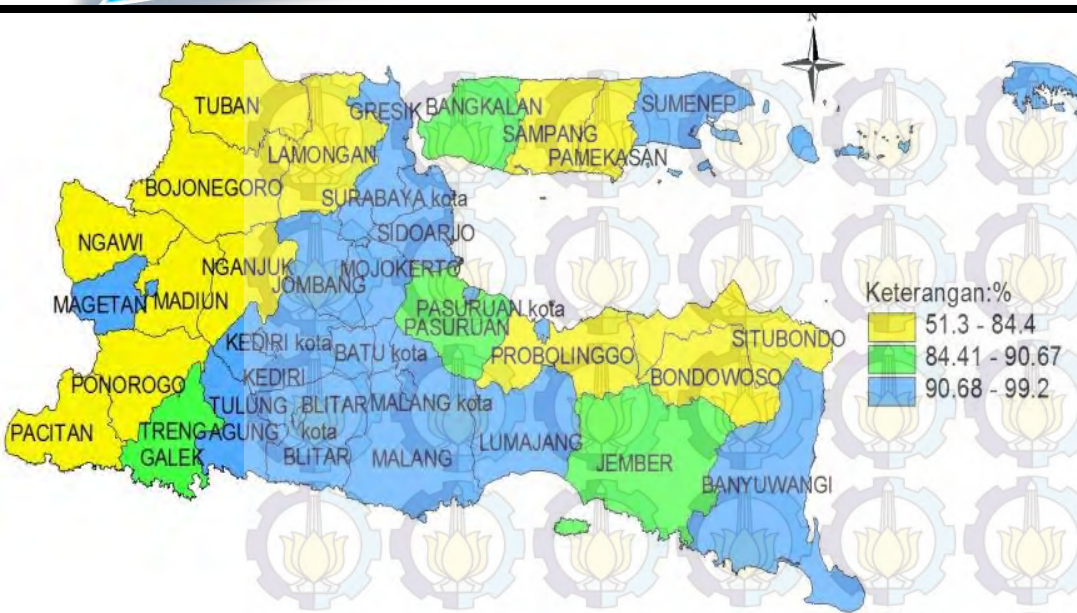 N
TUBAN
GRESIK
BANGKALAN
SUMENEP
SAMPANG
LAMONGAN
PAMEKASAN
BOJONEGORO
SURABAYA kota
SIDOARJO
NGAWI
NGANJUK
MOJOKERTO
JOMBANG
MAGETAN
MADIUN
PASURUAN kota
PASURUAN
Keterangan:%
51.3 - 84.4
84.41 - 90.67
90.68 - 99.2
KEDIRI kota
BATU kota
PROBOLINGGO
SITUBONDO
BONDOWOSO
PONOROGO
KEDIRI
TULUNG
AGUNG
BLITAR
kota
MALANG kota
PACITAN
TRENG
GALEK
BLITAR
MALANG
LUMAJANG
JEMBER
BANYUWANGI